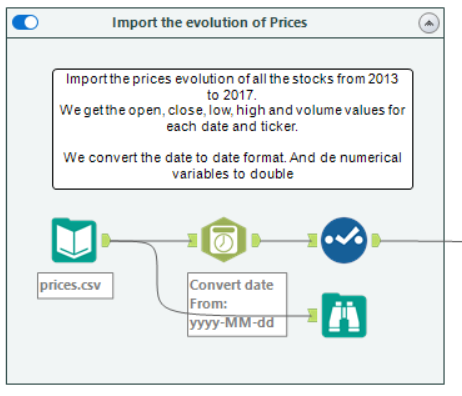 Import the evolution of Prices
Import the prices evolution of all the stocks from 2013
to 2017.
We get the open, close, low, high and volume values for
each date and ticker.
We convert the date to date format. And de numerical
variables to double
prices.csv
Convert date
From:
yyyy-MM-dd